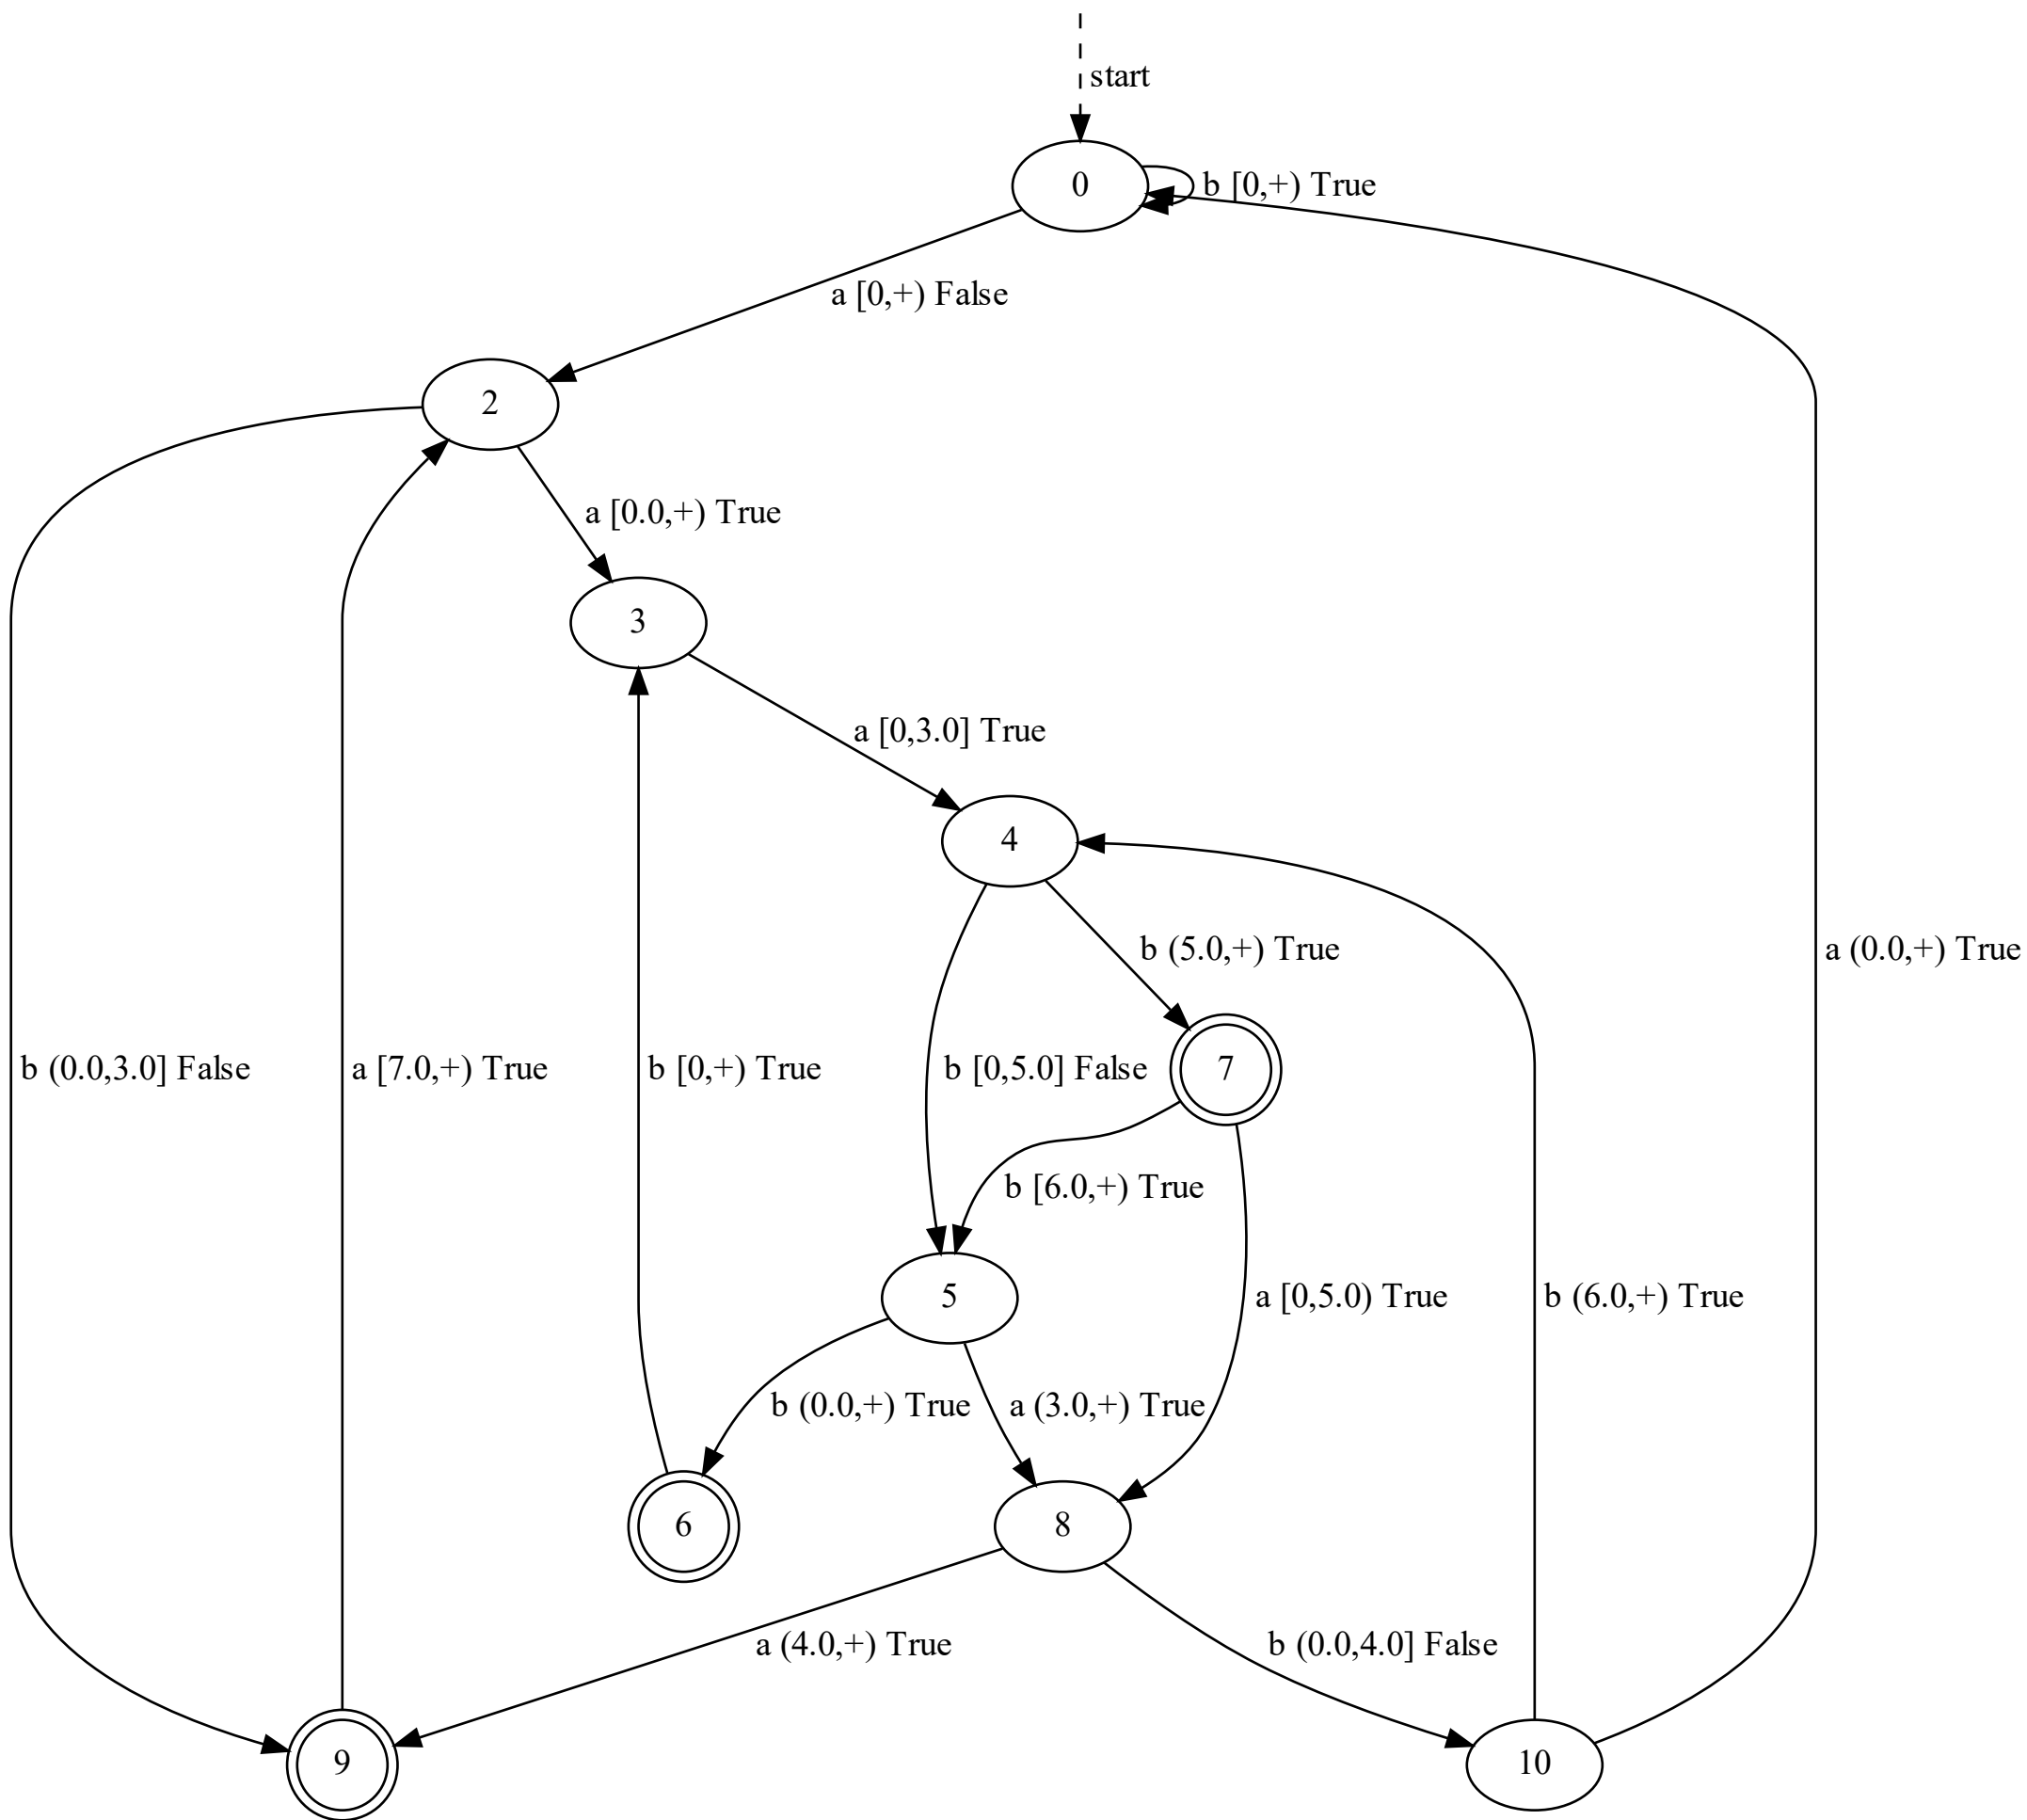 start
0
b [0,+) True
a [0,+) False
2
a [0.0,+) True
3
a [0,3.0] True
4
b (5.0,+) True
a (0.0,+) True
b (0.0,3.0] False
a [7.0,+) True
b [0,+) True
b [0,5.0] False
7
b [6.0,+) True
5
a [0,5.0) True
b (6.0,+) True
b (0.0,+) True
a (3.0,+) True
6
8
a (4.0,+) True
b (0.0,4.0] False
9
10